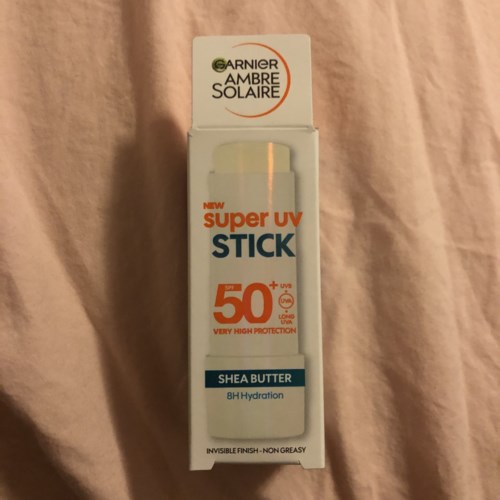 GARNIER
AMBRE
SOLAIRE
NEW
super uv
STICK
SPF
50+
UVB
+
UVA
+
LONG
UVA
VERY HIGH PROTECTION
SHEA BUTTER
8H Hydration
INVISIBLE FINISH - NON GREASY